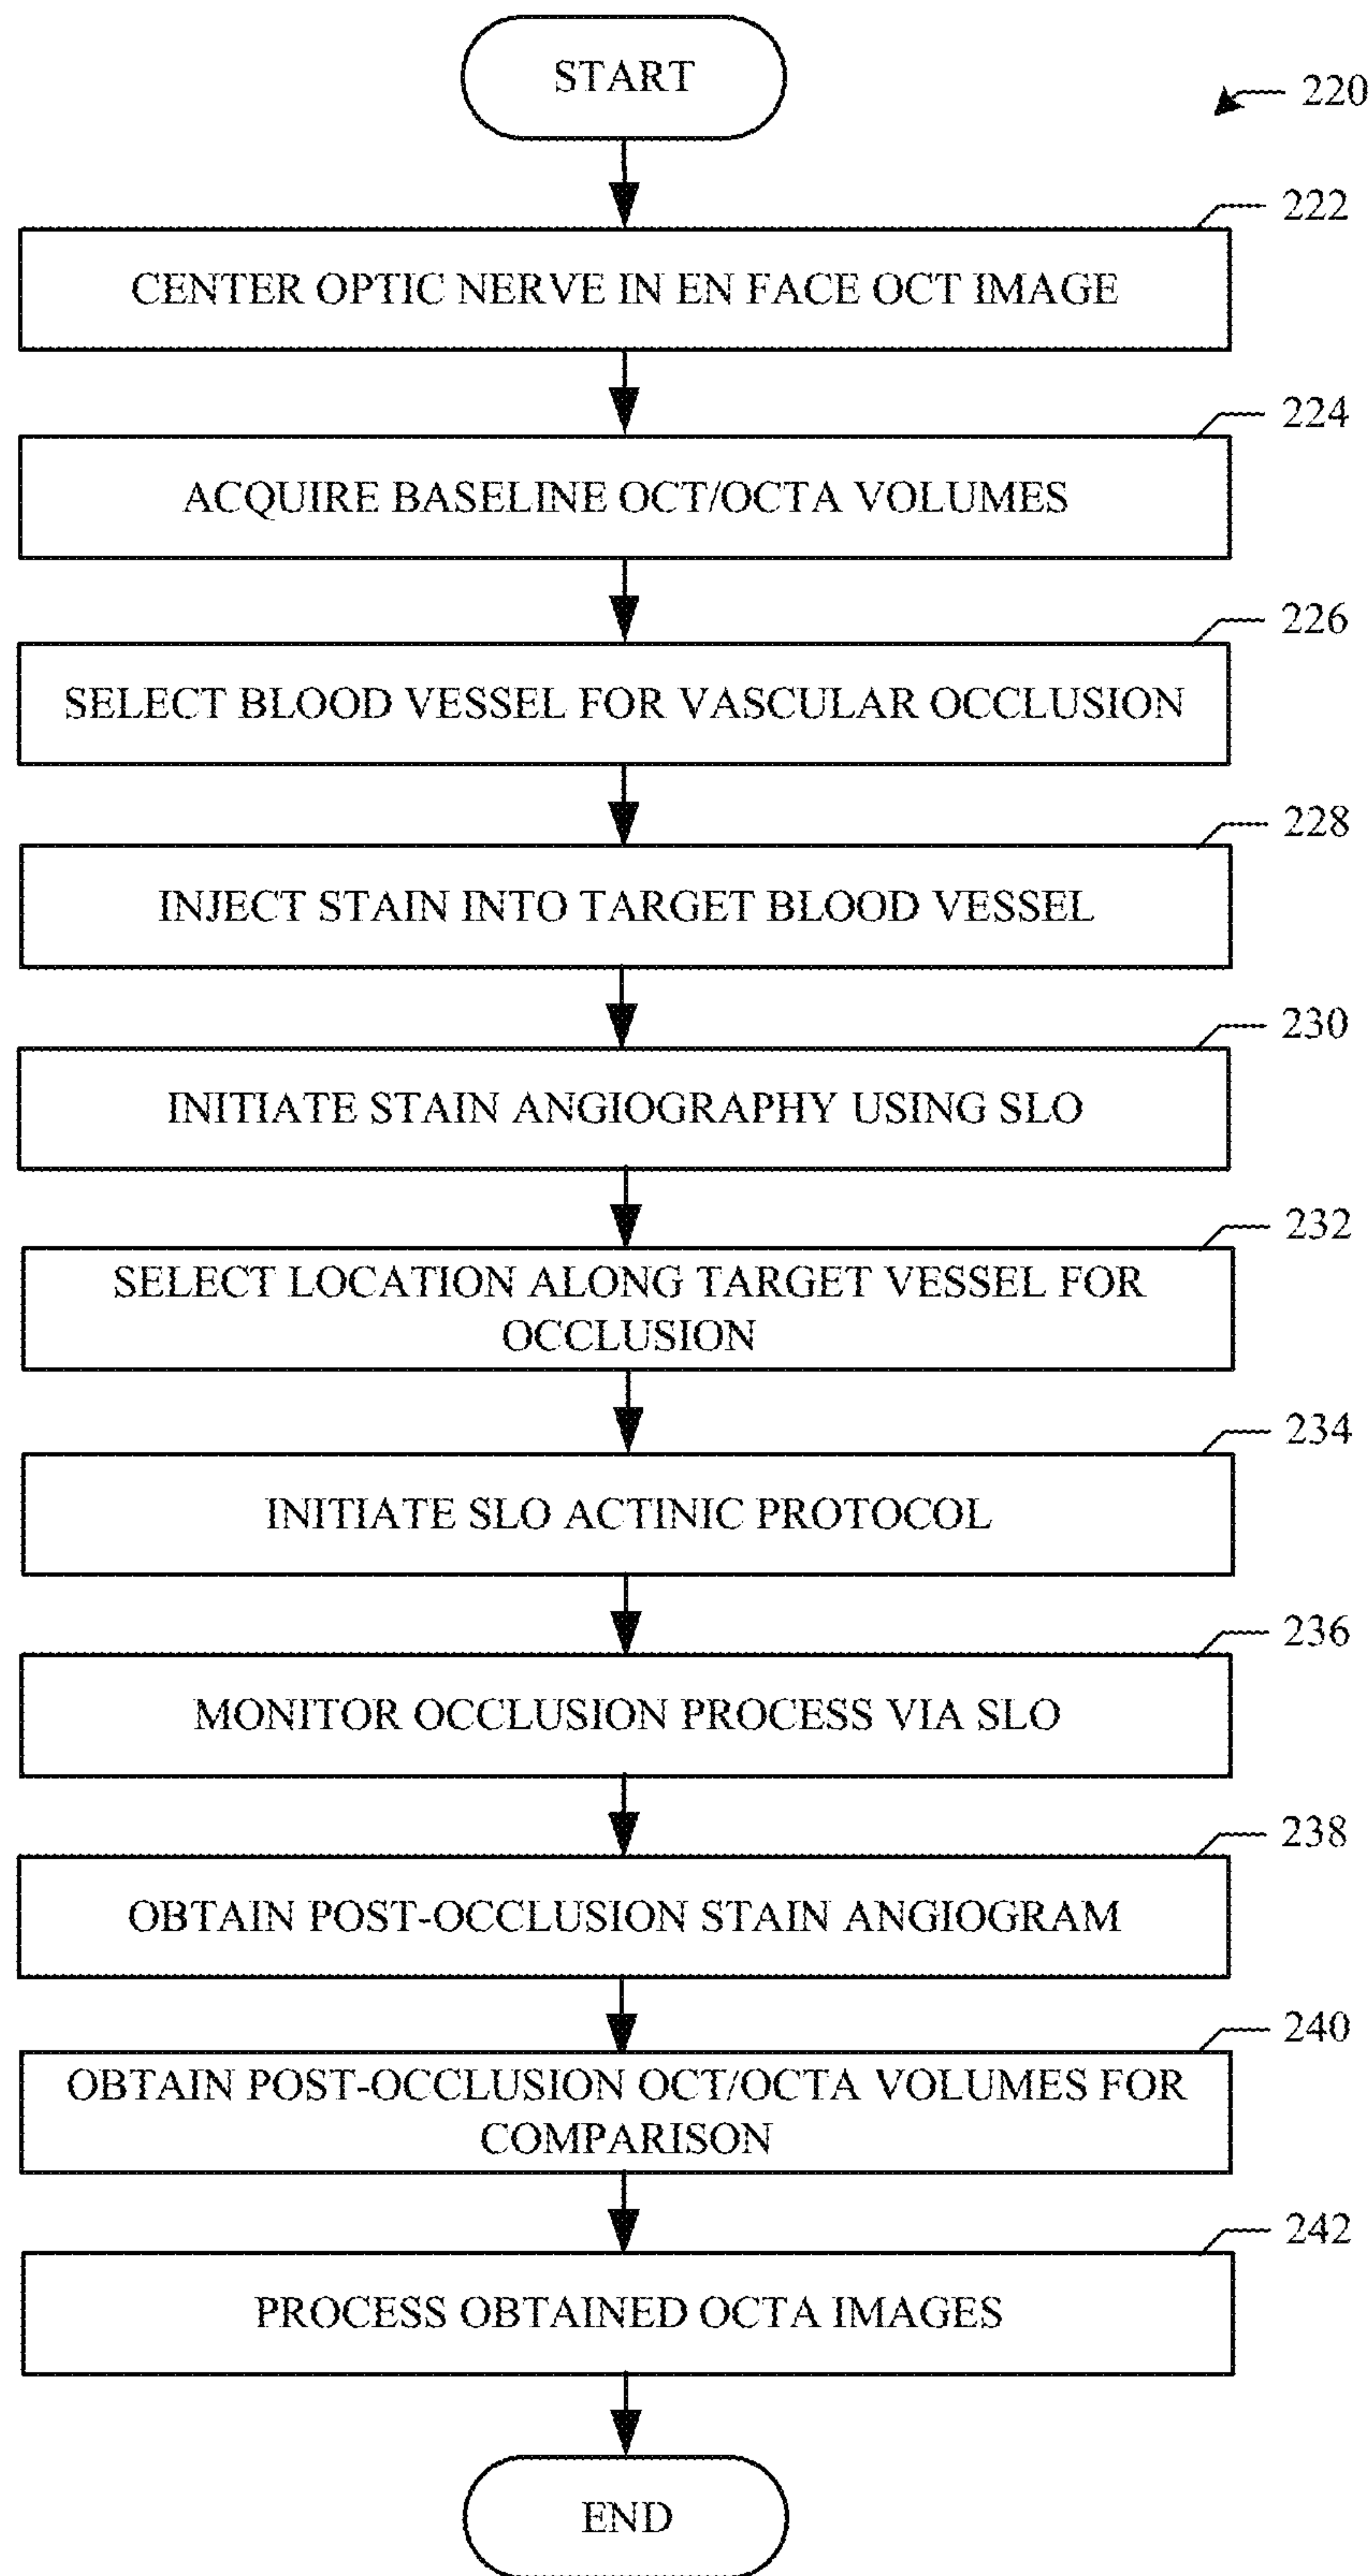 START
220
222
CENTER OPTIC NERVE IN EN FACE OCT IMAGE
224
ACQUIRE BASELINE OCT/OCTA VOLUMES
226
SELECT BLOOD VESSEL FOR VASCULAR OCCLUSION
228
INJECT STAIN INTO TARGET BLOOD VESSEL
230
INITIATE STAIN ANGIOGRAPHY USING SLO
232
SELECT LOCATION ALONG TARGET VESSEL FOR
OCCLUSION
234
INITIATE SLO ACTINIC PROTOCOL
236
MONITOR OCCLUSION PROCESS VIA SLO
238
OBTAIN POST-OCCLUSION STAIN ANGIOGRAM
240
OBTAIN POST-OCCLUSION OCT/OCTA VOLUMES FOR
COMPARISON
242
PROCESS OBTAINED OCTA IMAGES
END